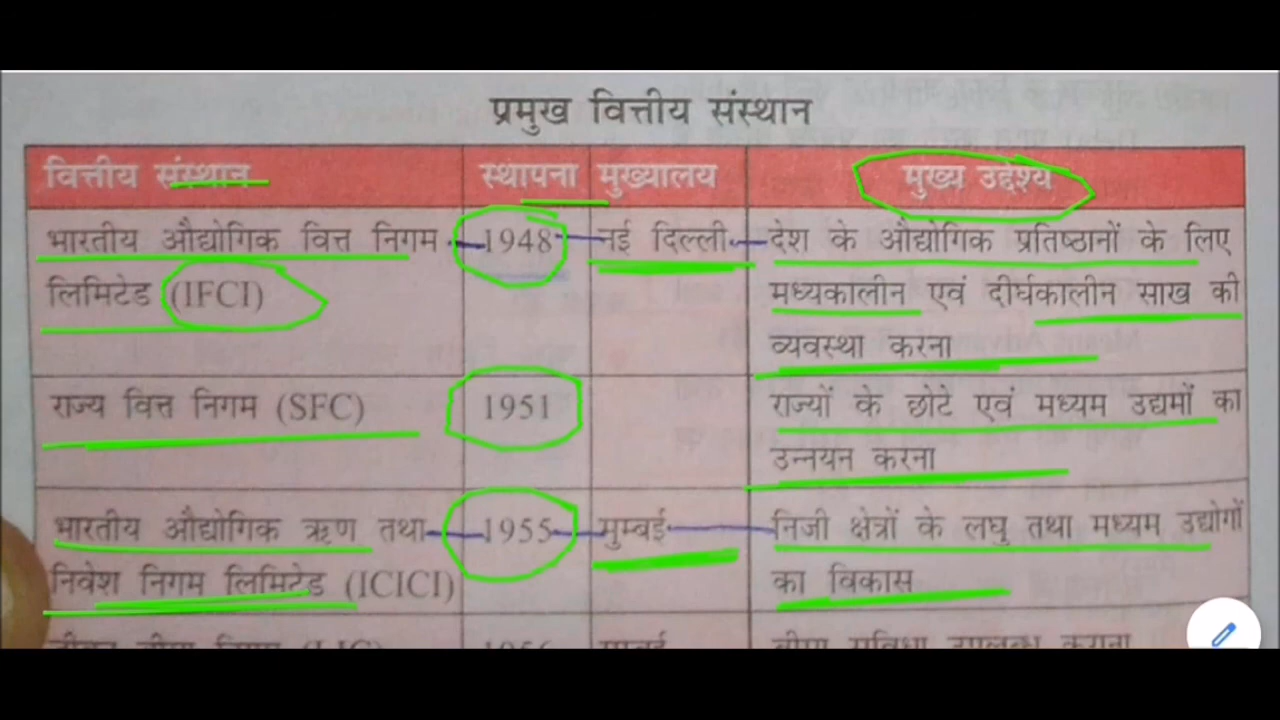 प्रमुख वित्तीय संस्थान
वित्तीय संस्थान स्थापना मुख्यालय मुख्य उद्देश्य
भारतीय औद्योगिक वित्त निगम 1948 नई दिल्ली देश के औद्योगिक प्रतिष्ठानों के लिए
लिमिटेड (IFCI) मध्यकालीन एवं दीर्घकालीन साख की
व्यवस्था करना
राज्य वित्त निगम (SFC) 1951 राज्यों के छोटे एवं मध्यम उद्यमों का
उन्नयन करना
भारतीय औद्योगिक ऋण तथा 1955 मुम्बई निजी क्षेत्रों के लघु तथा मध्यम उद्योगों
निवेश निगम लिमिटेड (ICICI) का विकास